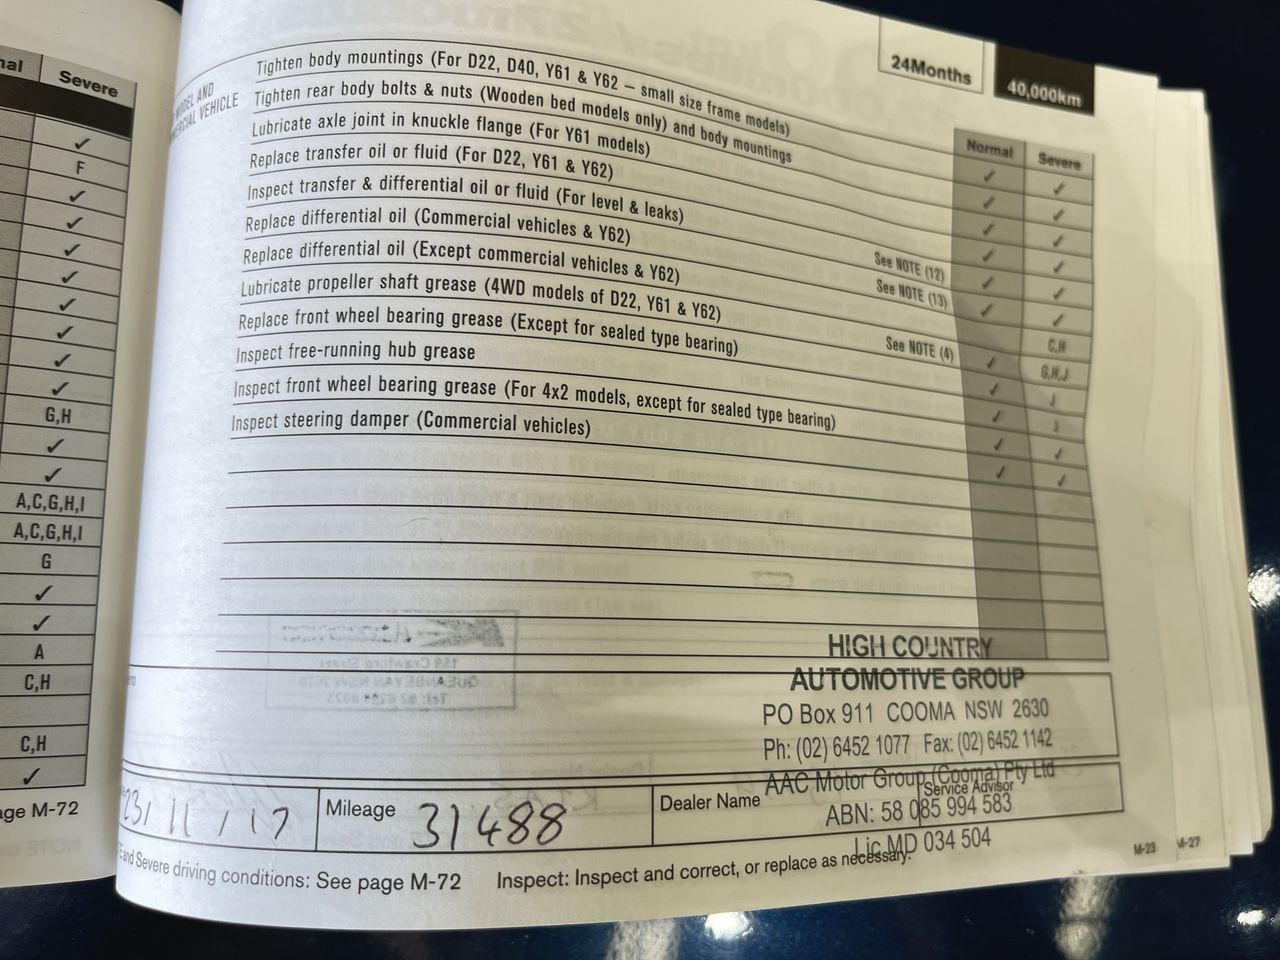 Severe
✓
F
✓
✓
✓
✓
✓
✓
✓
✓
G,H
✓
✓
A,C,G,H,I
A,C,G,H,I
G
✓
✓
A
C,H
C,H
✓
age M-72
24Months
40,000km
Normal Severe
MODEL AND
VEHICLE
Tighten body mountings (For D22, D40, Y61 & Y62 – small size frame models) ✓ ✓
Tighten rear body bolts & nuts (Wooden bed models only) and body mountings ✓ ✓
Lubricate axle joint in knuckle flange (For Y61 models) ✓ ✓
Replace transfer oil or fluid (For D22, Y61 & Y62) See NOTE (12) ✓ ✓
Inspect transfer & differential oil or fluid (For level & leaks) See NOTE (13) ✓ ✓
Replace differential oil (Commercial vehicles & Y62) ✓ ✓
Replace differential oil (Except commercial vehicles & Y62) See NOTE (4) C,H
Lubricate propeller shaft grease (4WD models of D22, Y61 & Y62) ✓ G,H,J
Replace front wheel bearing grease (Except for sealed type bearing) ✓ J
Inspect free-running hub grease ✓ J
Inspect front wheel bearing grease (For 4x2 models, except for sealed type bearing) ✓ ✓
Inspect steering damper (Commercial vehicles) ✓ ✓
HIGH COUNTRY
AUTOMOTIVE GROUP
PO Box 911 COOMA NSW 2630
Ph: (02) 6452 1077 Fax: (02) 6452 1142
AAC Motor Group (Cooma) Pty Ltd
ABN: 58 085 994 583
Lic MD 034 504
23/11/17
Mileage 31488
Dealer Name
Service Advisor
and Severe driving conditions: See page M-72 Inspect: Inspect and correct, or replace as necessary.
M-23
M-27